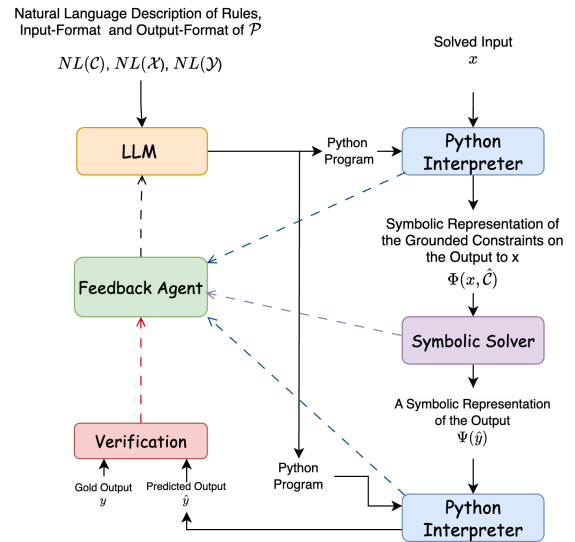 Natural Language Description of Rules,
Input-Format and Output-Format of 𝒫
NL(𝒞), NL(𝒳), NL(𝒴)
Solved Input
x
LLM
Python
Program
Python
Interpreter
Symbolic Representation of
the Grounded Constraints on
the Output to x
Φ(x, 𝒞̂)
Feedback Agent
Symbolic Solver
A Symbolic Representation
of the Output
Ψ(ŷ)
Verification
Gold Output
y
Predicted Output
ŷ
Python
Program
Python
Interpreter